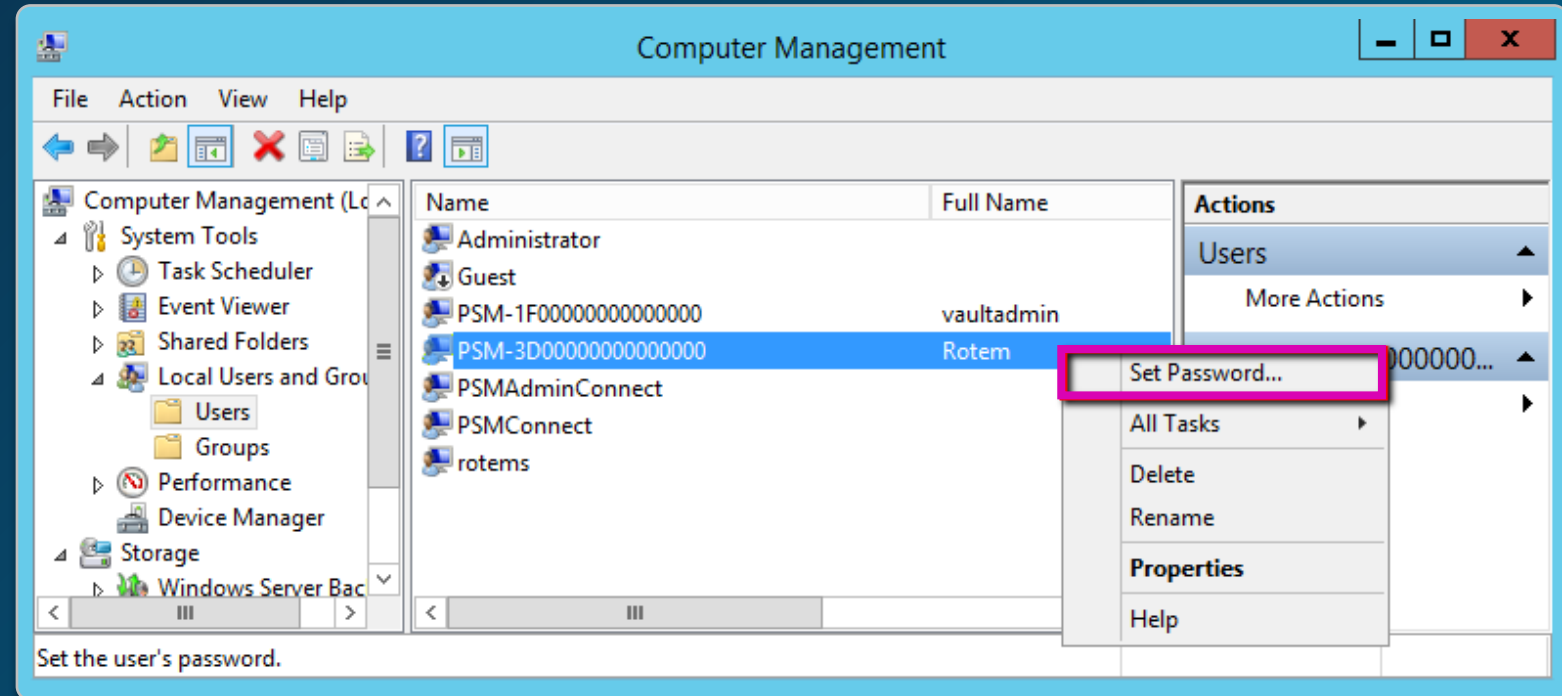 Computer Management
File Action View Help
Computer Management (Lo
System Tools
Task Scheduler
Event Viewer
Shared Folders
Local Users and Grou
Users
Groups
Performance
Device Manager
Storage
Windows Server Bac
Name Full Name
Administrator
Guest
PSM-1F00000000000000 vaultadmin
PSM-3D00000000000000 Rotem
PSMAdminConnect
PSMConnect
rotems
Actions
Users
More Actions
000000...
Set Password...
All Tasks
Delete
Rename
Properties
Help
Set the user's password.